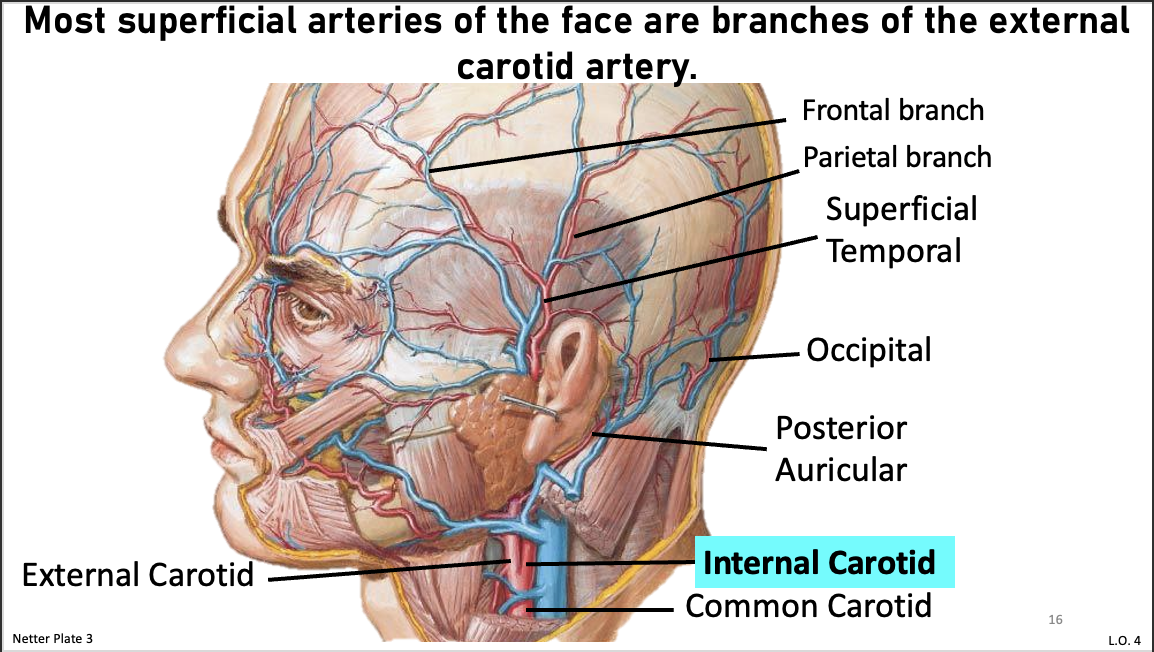 Most superficial arteries of the face are branches of the external
carotid artery.
Frontal branch
Parietal branch
Superficial
Temporal
Occipital
Posterior
Auricular
External Carotid
Internal Carotid
Common Carotid
16
Netter Plate 3
L.O. 4